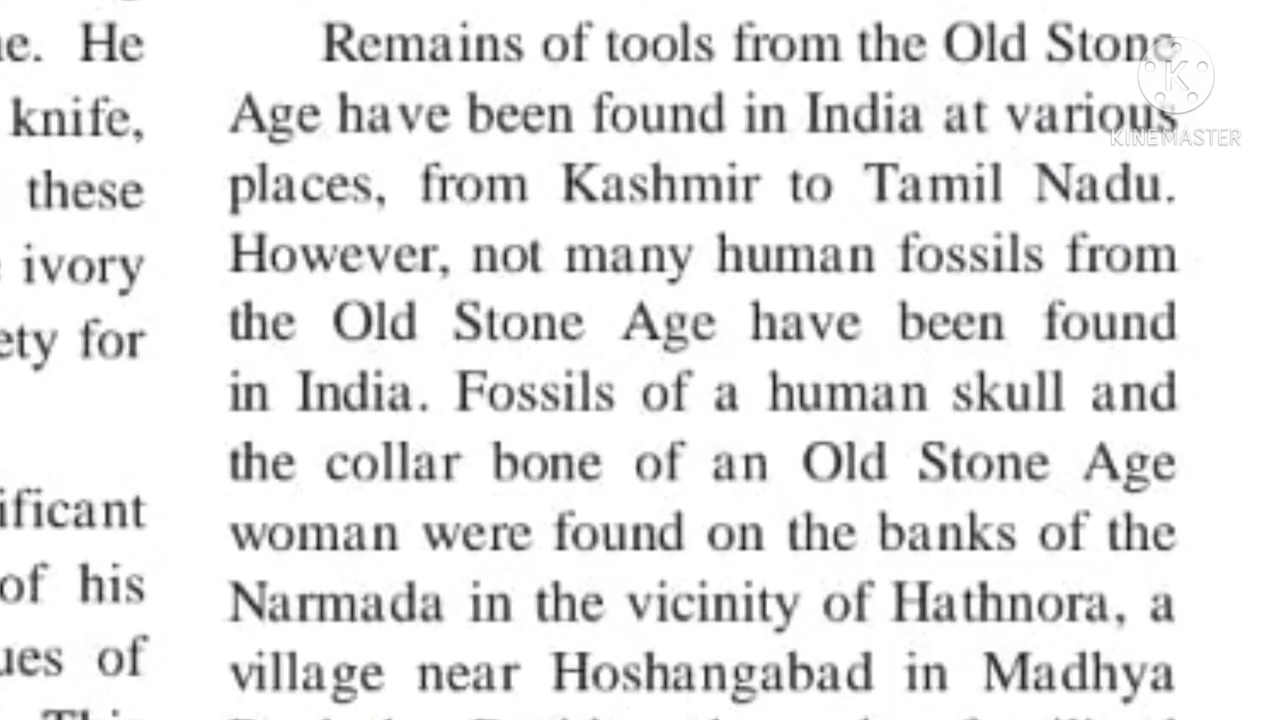 ne. He
knife,
these
ivory
ety for
ificant
of his
ues of
This
Remains of tools from the Old Stone
Age have been found in India at various
places, from Kashmir to Tamil Nadu.
However, not many human fossils from
the Old Stone Age have been found
in India. Fossils of a human skull and
the collar bone of an Old Stone Age
woman were found on the banks of the
Narmada in the vicinity of Hathnora, a
village near Hoshangabad in Madhya
K
KINEMASTER